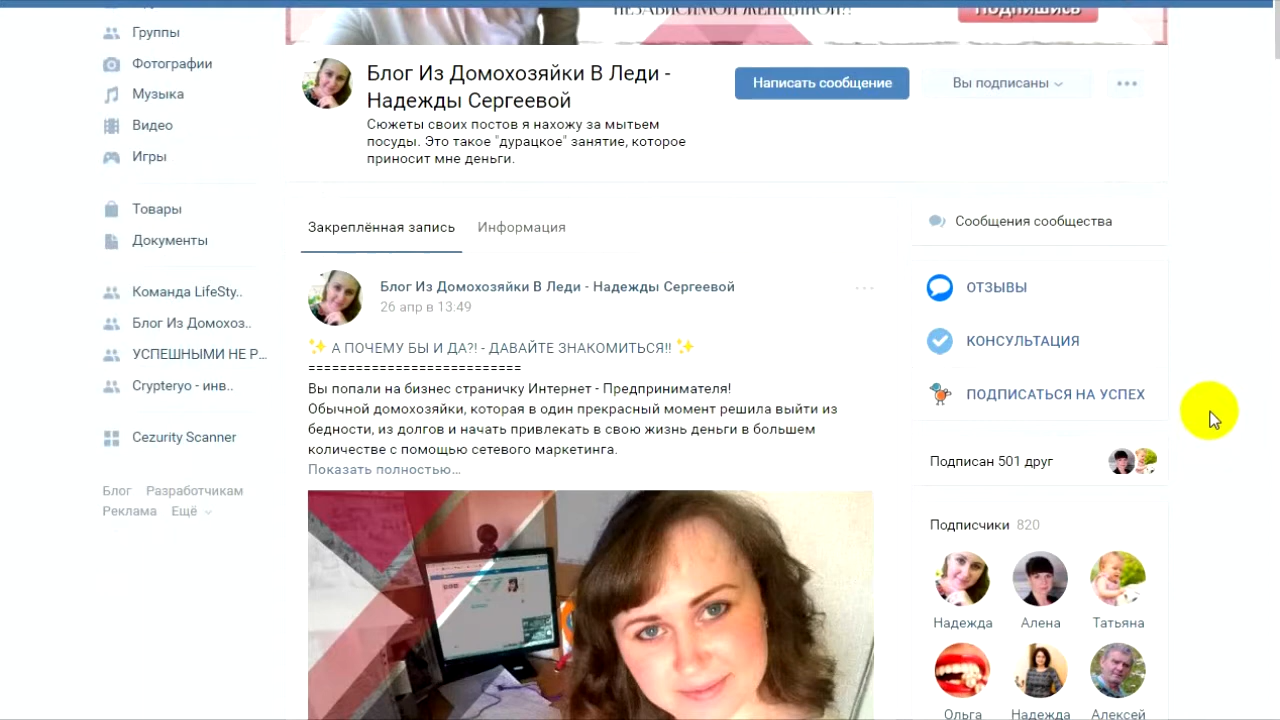 НЕЗАВИСИМОЙ ЖЕНЩИНОЙ!!
Подпишись
Группы
Фотографии
Музыка
Видео
Игры
Товары
Документы
Команда LifeSty..
Блог Из Домохоз..
УСПЕШНЫМИ НЕ Р...
Crypteryo - инв..
Cezurity Scanner
Блог Разработчикам
Реклама Ещё
Блог Из Домохозяйки В Леди -
Надежды Сергеевой
Сюжеты своих постов я нахожу за мытьем
посуды. Это такое "дурацкое" занятие, которое
приносит мне деньги.
Написать сообщение
Вы подписаны
Закреплённая запись Информация
Блог Из Домохозяйки В Леди - Надежды Сергеевой
26 апр в 13:49
✨ А ПОЧЕМУ БЫ И ДА?! - ДАВАЙТЕ ЗНАКОМИТЬСЯ!! ✨
===========================
Вы попали на бизнес страничку Интернет - Предпринимателя!
Обычной домохозяйки, которая в один прекрасный момент решила выйти из
бедности, из долгов и начать привлекать в свою жизнь деньги в большем
количестве с помощью сетевого маркетинга.
Показать полностью...
Сообщения сообщества
ОТЗЫВЫ
КОНСУЛЬТАЦИЯ
ПОДПИСАТЬСЯ НА УСПЕХ
Подписан 501 друг
Подписчики 820
Надежда Алена Татьяна
Ольга Надежда Алексей